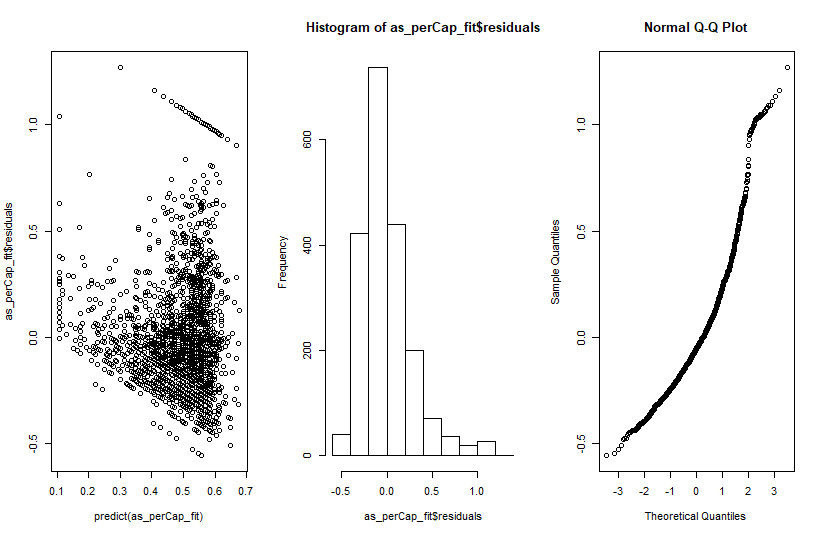 Histogram of as_perCap_fit$residuals
Normal Q-Q Plot
as_perCap_fit$residuals
1.0
0.5
0.0
-0.5
0.1 0.2 0.3 0.4 0.5 0.6 0.7
predict(as_perCap_fit)
Frequency
600
400
200
0
-0.5 0.0 0.5 1.0
as_perCap_fit$residuals
Sample Quantiles
1.0
0.5
0.0
-0.5
-3 -2 -1 0 1 2 3
Theoretical Quantiles